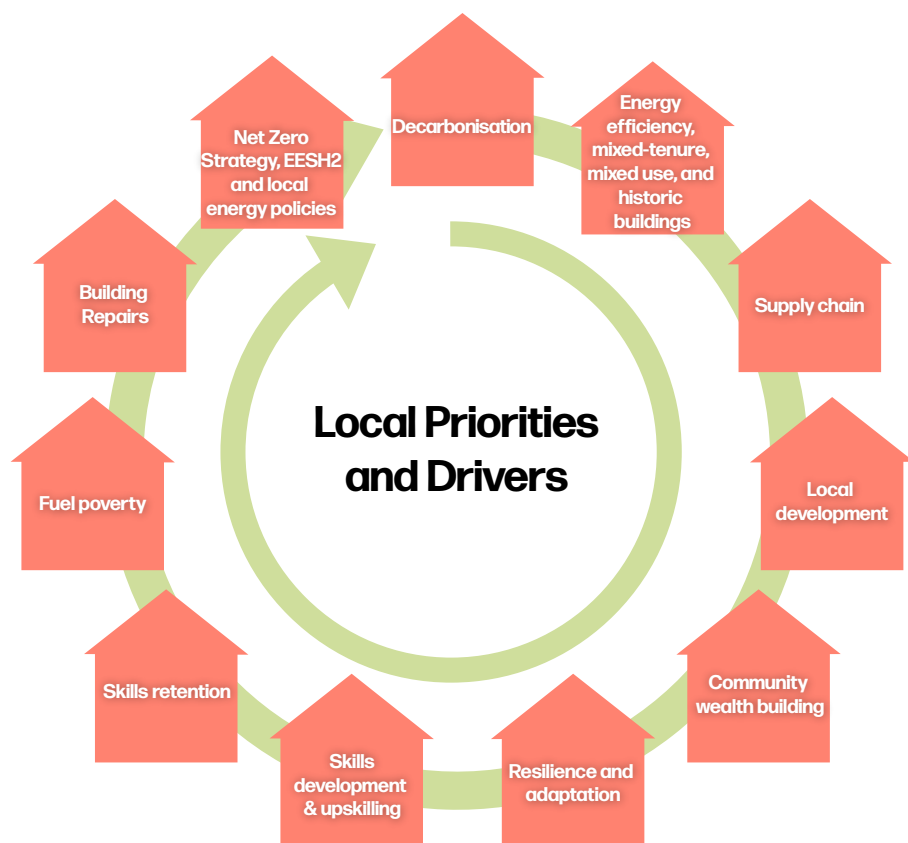 Decarbonisation
Energy
efficiency,
mixed-tenure,
mixed use, and
historic
buildings
Supply chain
Local
development
Community
wealth building
Resilience and
adaptation
Skills
development
& upskilling
Skills retention
Fuel poverty
Building
Repairs
Net Zero
Strategy, EESH2
and local
energy policies
Local Priorities
and Drivers